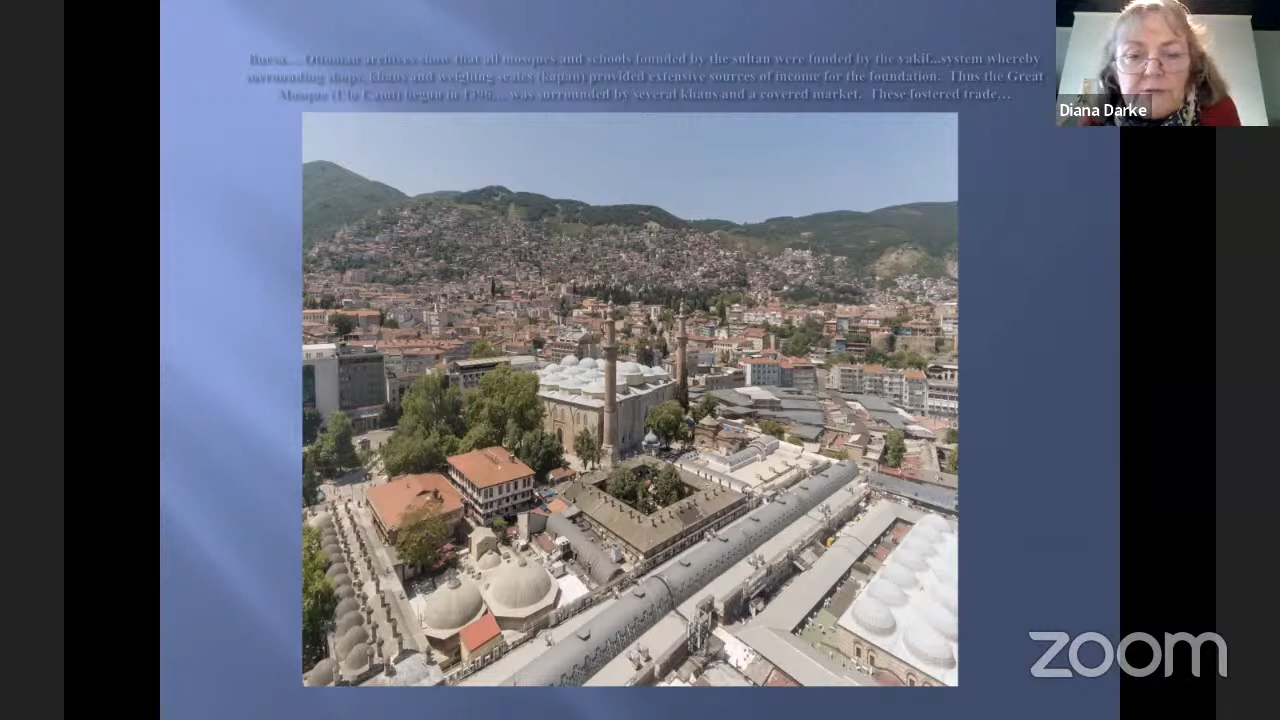 Bursa.... Ottoman archives show that all mosques and schools founded by the sultan were funded by the vakif...system whereby
surrounding shops, khans and weighing scales (kapan) provided extensive sources of income for the foundation. Thus the Great
Mosque (Ulu Cami) begun in 1396.... was surrounded by several khans and a covered market. These fostered trade…
Diana Darke
zoom